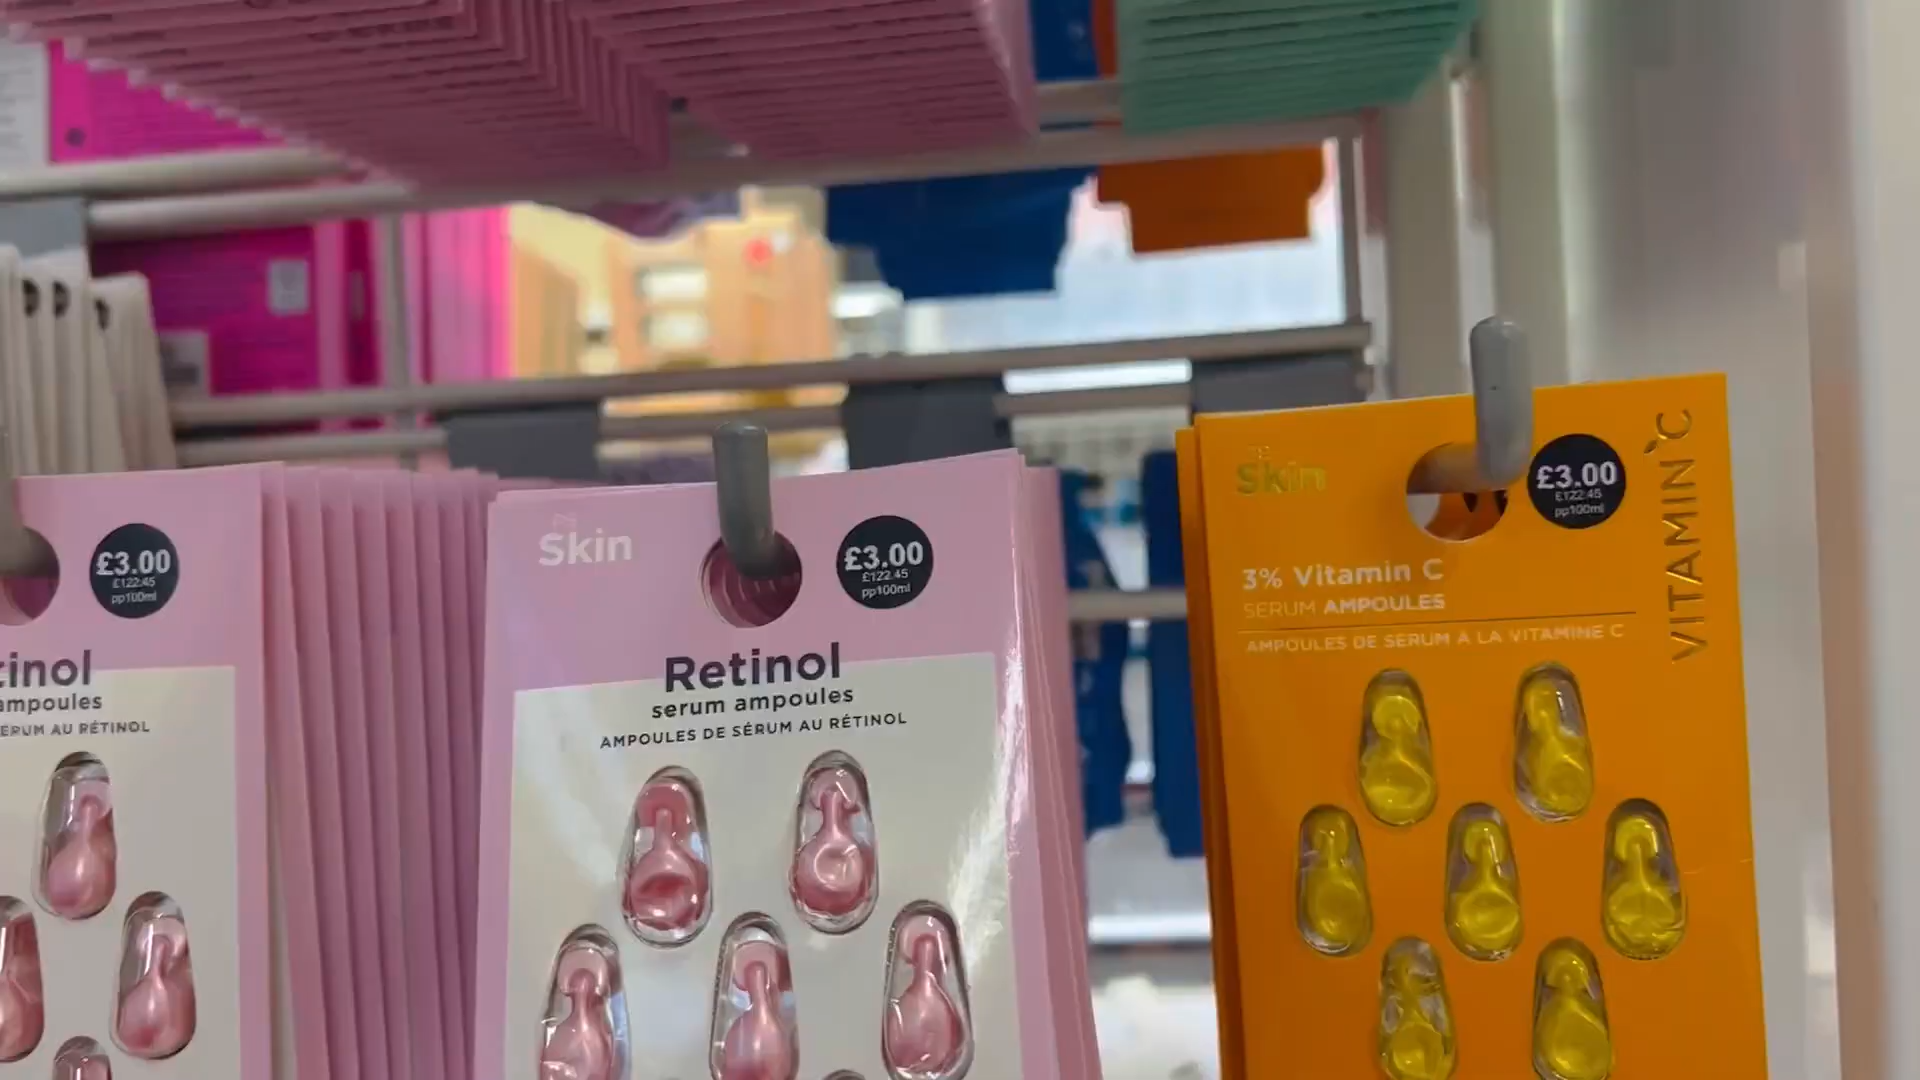 tinol
ampoules
ERUM AU RÉTINOL
£3.00
£122.45
pp100ml
Skin
£3.00
£122.45
pp100ml
Retinol
serum ampoules
AMPOULES DE SÉRUM AU RÉTINOL
Skin
£3.00
£122.45
pp100ml
VITAMIN C
3% Vitamin C
SERUM AMPOULES
AMPOULES DE SERUM À LA VITAMINE C